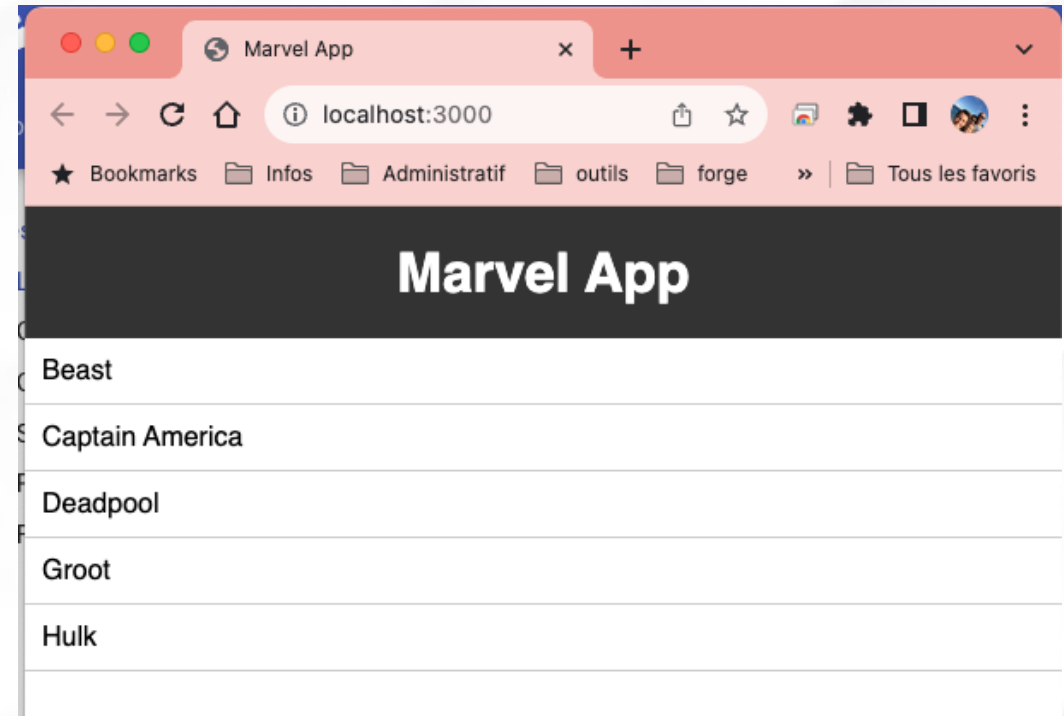 Marvel App
localhost:3000
Bookmarks Infos Administratif outils forge » Tous les favoris
Marvel App
Beast
Captain America
Deadpool
Groot
Hulk